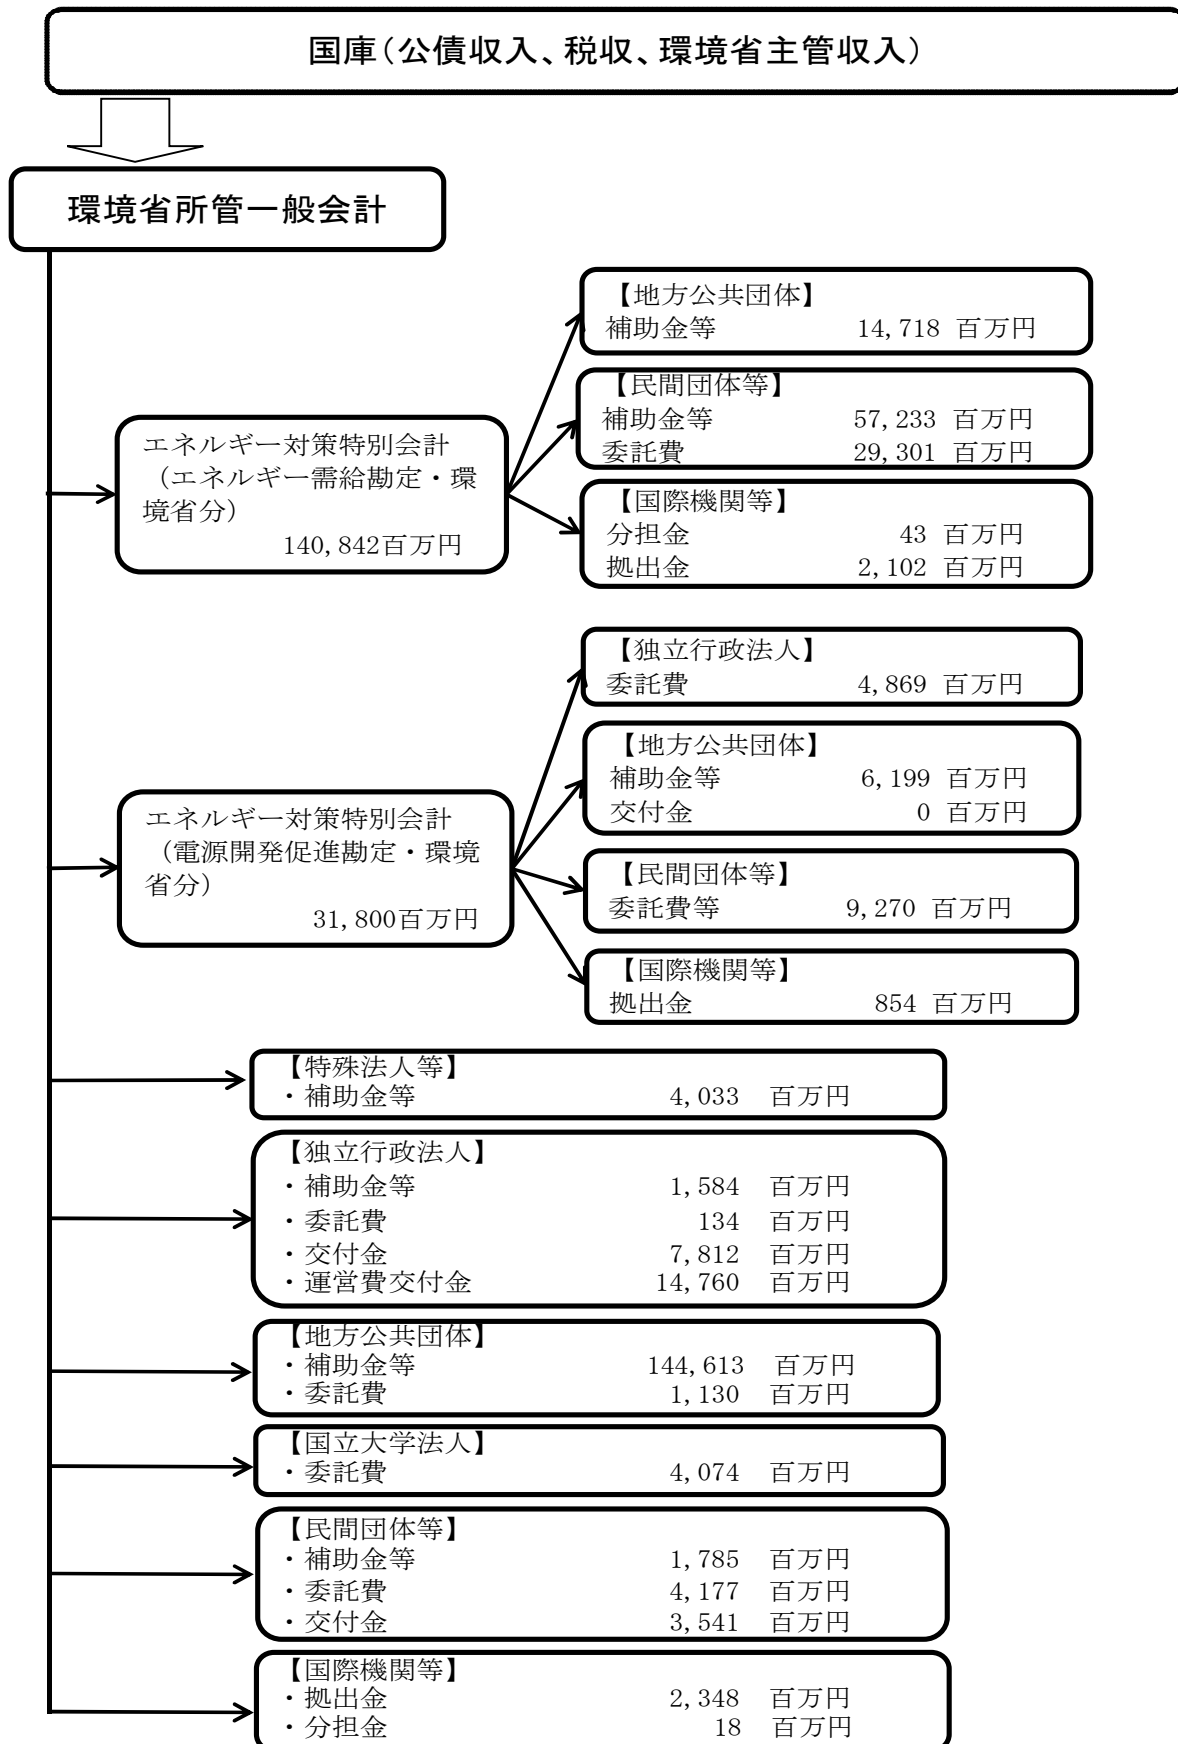 国庫（公債収入、税収、環境省主管収入）
環境省所管一般会計
【地方公共団体】
補助金等 14,718 百万円
【民間団体等】
補助金等 57,233 百万円
委託費 29,301 百万円
エネルギー対策特別会計
（エネルギー需給勘定・環
境省分）
140,842百万円
【国際機関等】
分担金 43 百万円
拠出金 2,102 百万円
【独立行政法人】
委託費 4,869 百万円
【地方公共団体】
補助金等 6,199 百万円
交付金 0 百万円
エネルギー対策特別会計
（電源開発促進勘定・環境
省分）
31,800百万円
【民間団体等】
委託費等 9,270 百万円
【国際機関等】
拠出金 854 百万円
【特殊法人等】
・補助金等 4,033 百万円
【独立行政法人】
・補助金等 1,584 百万円
・委託費 134 百万円
・交付金 7,812 百万円
・運営費交付金 14,760 百万円
【地方公共団体】
・補助金等 144,613 百万円
・委託費 1,130 百万円
【国立大学法人】
・委託費 4,074 百万円
【民間団体等】
・補助金等 1,785 百万円
・委託費 4,177 百万円
・交付金 3,541 百万円
【国際機関等】
・拠出金 2,348 百万円
・分担金 18 百万円